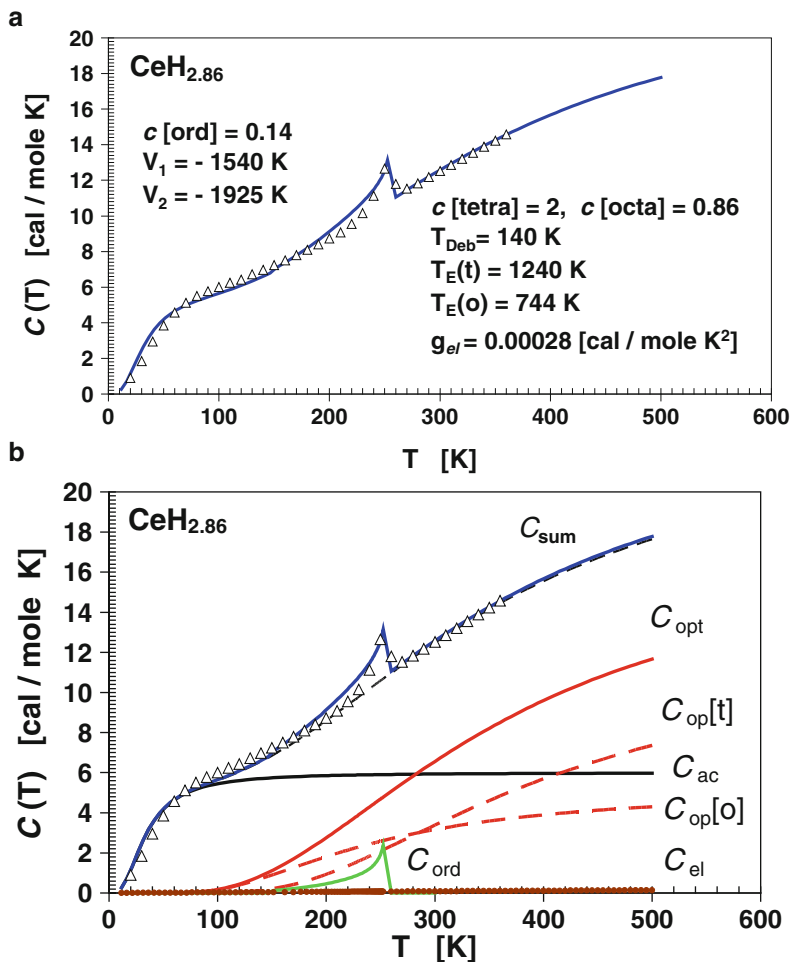 a
20
18
16
14
12
10
8
6
4
2
0
C (T) [cal / mole K]
CeH2.86
c [ord] = 0.14
V1 = - 1540 K
V2 = - 1925 K
c [tetra] = 2, c [octa] = 0.86
TDeb= 140 K
TE(t) = 1240 K
TE(o) = 744 K
gel = 0.00028 [cal / mole K2]
0 100 200 300 400 500 600
T [K]
b
20
18
16
14
12
10
8
6
4
2
0
C (T) [cal / mole K]
CeH2.86
Csum
Copt
Cop[t]
Cac
Cop[o]
Cord
Cel
0 100 200 300 400 500 600
T [K]